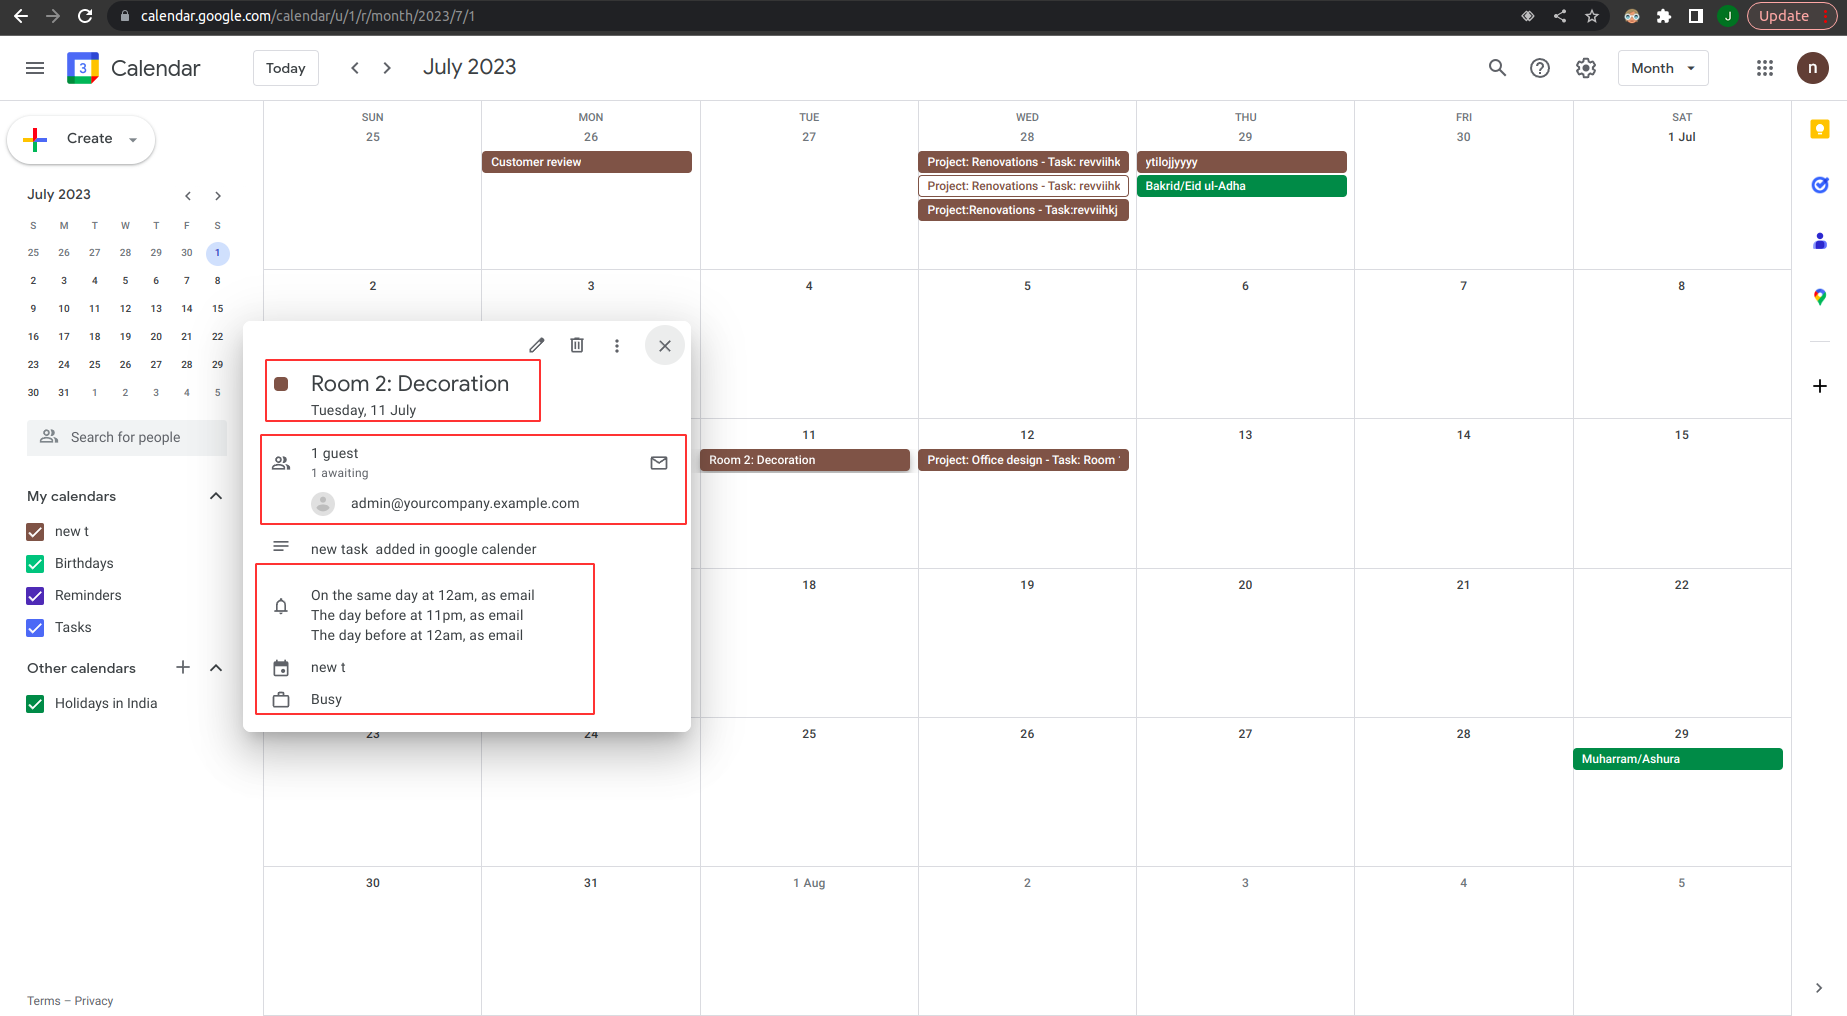 calendar.google.com/calendar/u/1/r/month/2023/7/1
J
Update
3
Calendar
Today
July 2023
Month
n
Create
July 2023
S M T W T F S
25 26 27 28 29 30 1
2 3 4 5 6 7 8
9 10 11 12 13 14 15
16 17 18 19 20 21 22
23 24 25 26 27 28 29
30 31 1 2 3 4 5
Search for people
My calendars
new t
Birthdays
Reminders
Tasks
Other calendars
Holidays in India
Terms – Privacy
SUN MON TUE WED THU FRI SAT
25 26 27 28 29 30 1 Jul
Customer review
Project: Renovations - Task: revviihk
Project: Renovations - Task: revviihk
Project:Renovations - Task:revviihkj
ytilojjyyyy
Bakrid/Eid ul-Adha
2 3 4 5 6 7 8
Room 2: Decoration
Tuesday, 11 July
1 guest
1 awaiting
admin@yourcompany.example.com
new task added in google calender
On the same day at 12am, as email
The day before at 11pm, as email
The day before at 12am, as email
new t
Busy
11 12 13 14 15
Room 2: Decoration
Project: Office design - Task: Room
18 19 20 21 22
23 24 25 26 27 28 29
Muharram/Ashura
30 31 1 Aug 2 3 4 5